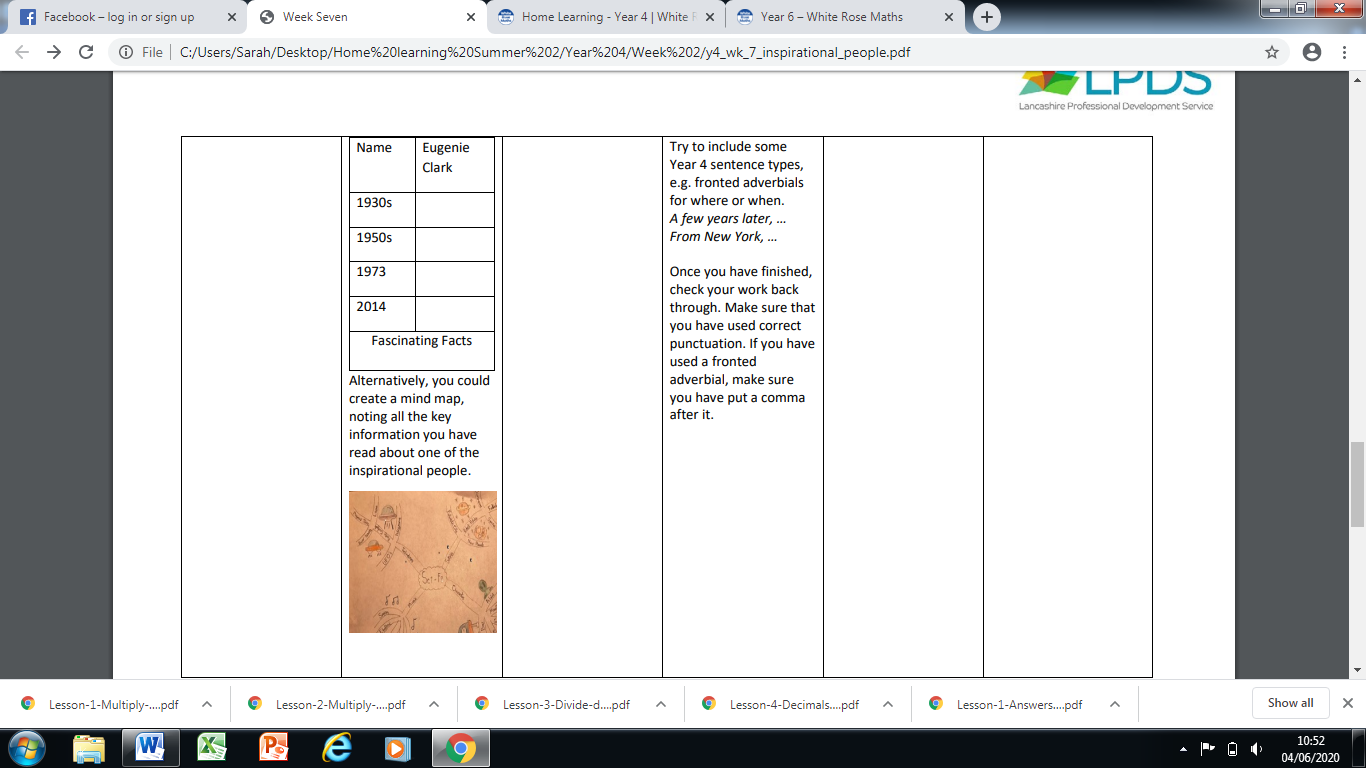 Facebook – log in or sign up
Week Seven
Home Learning - Year 4 | White R
Year 6 – White Rose Maths
File
C:/Users/Sarah/Desktop/Home%20learning%20Summer%202/Year%204/Week%202/y4_wk_7_inspirational_people.pdf
LPDS
Lancashire Professional Development Service
Name
Eugenie
Clark
1930s
1950s
1973
2014
Fascinating Facts
Alternatively, you could
create a mind map,
noting all the key
information you have
read about one of the
inspirational people.
Sci-Fi
Try to include some
Year 4 sentence types,
e.g. fronted adverbials
for where or when.
A few years later, …
From New York, …
Once you have finished,
check your work back
through. Make sure that
you have used correct
punctuation. If you have
used a fronted
adverbial, make sure
you have put a comma
after it.
Lesson-1-Multiply-....pdf
Lesson-2-Multiply-....pdf
Lesson-3-Divide-d....pdf
Lesson-4-Decimals....pdf
Lesson-1-Answers....pdf
Show all
10:52
04/06/2020